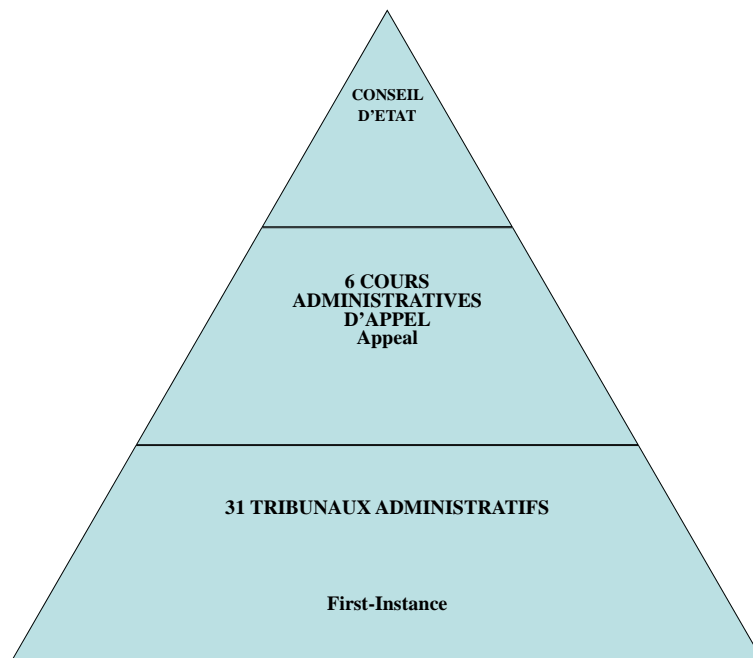 CONSEIL
D’ETAT
6 COURS
ADMINISTRATIVES
D’APPEL
Appeal
31 TRIBUNAUX ADMINISTRATIFS
First-Instance